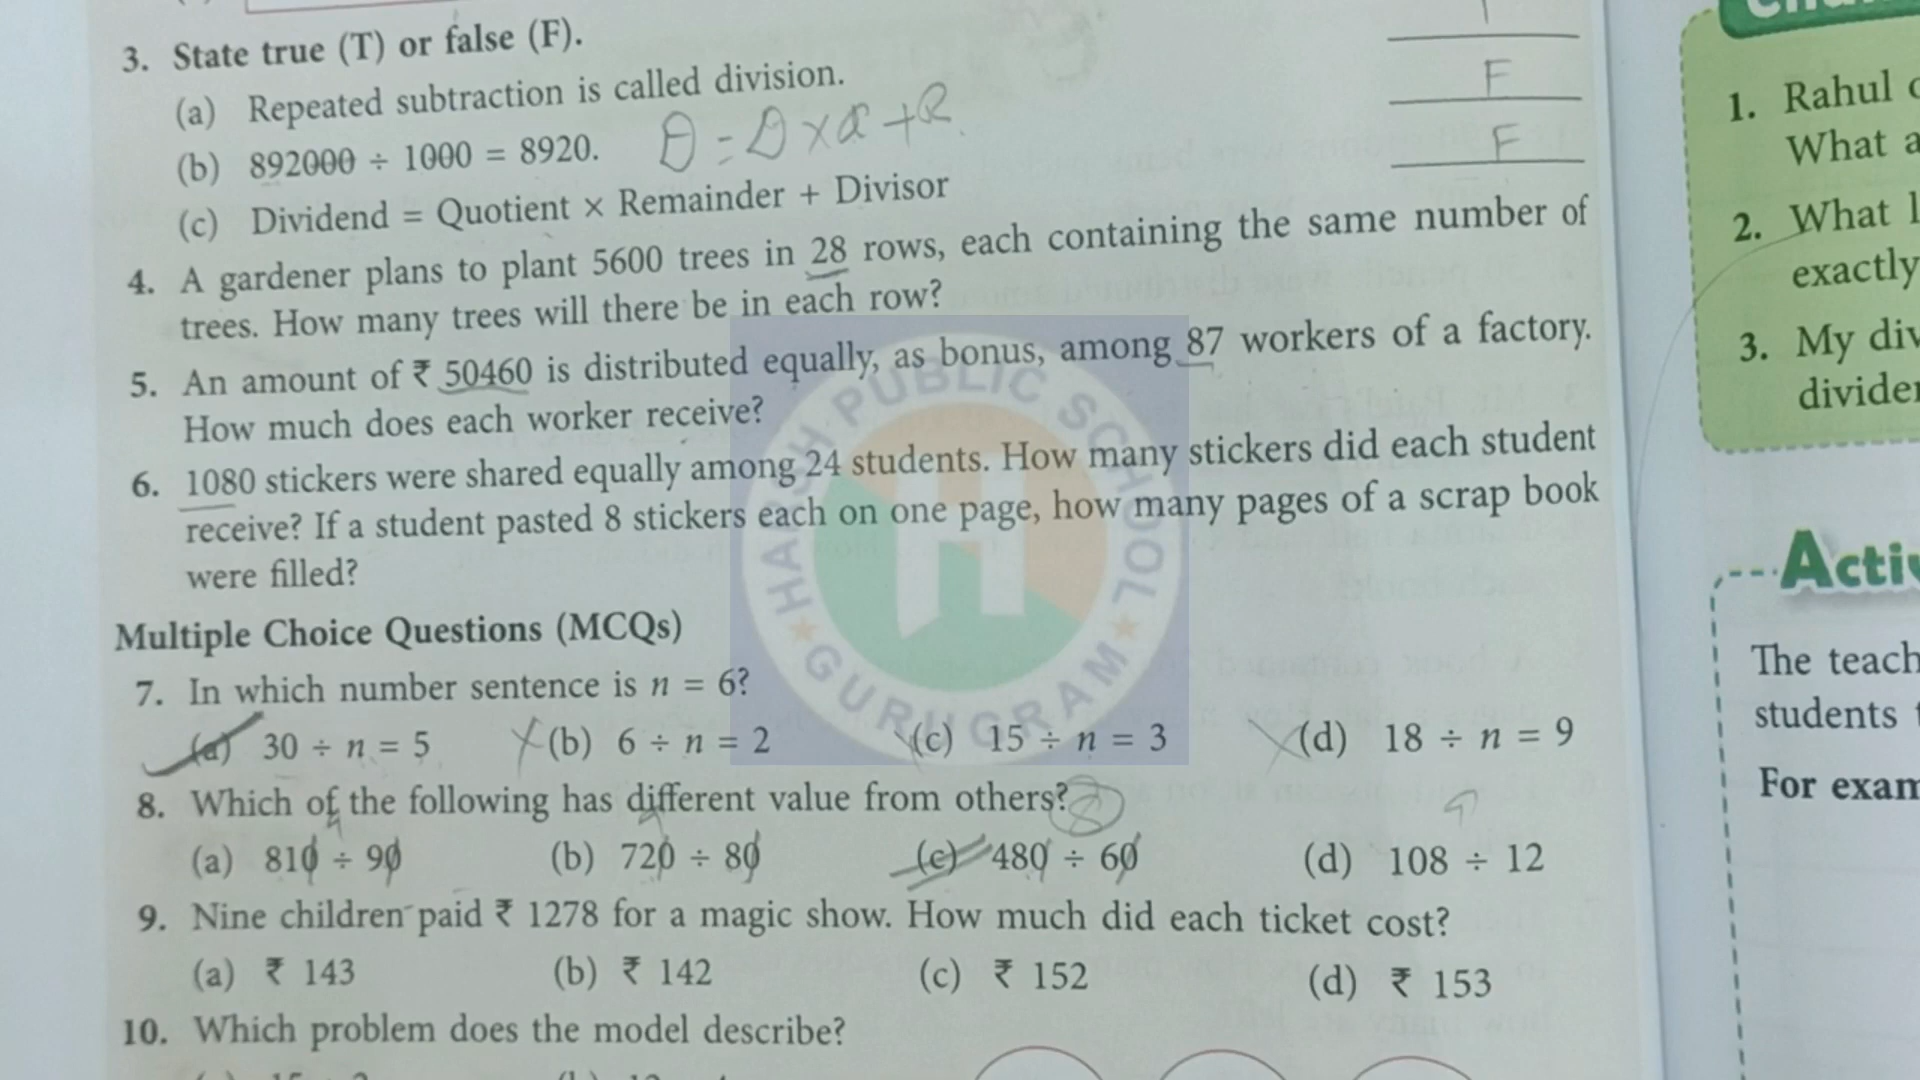 3. State true (T) or false (F).
(a) Repeated subtraction is called division.
F
(b) 892000 ÷ 1000 = 8920.
D = D × Q + R
F
(c) Dividend = Quotient × Remainder + Divisor
4. A gardener plans to plant 5600 trees in 28 rows, each containing the same number of
trees. How many trees will there be in each row?
5. An amount of ₹ 50460 is distributed equally, as bonus, among 87 workers of a factory.
How much does each worker receive?
6. 1080 stickers were shared equally among 24 students. How many stickers did each student
receive? If a student pasted 8 stickers each on one page, how many pages of a scrap book
were filled?
Multiple Choice Questions (MCQs)
7. In which number sentence is n = 6?
(a) 30 ÷ n = 5 (b) 6 ÷ n = 2 (c) 15 ÷ n = 3 (d) 18 ÷ n = 9
8. Which of the following has different value from others? 8
9 9 9
(a) 810 ÷ 90 (b) 720 ÷ 80 (c) 480 ÷ 60 (d) 108 ÷ 12
9. Nine children paid ₹ 1278 for a magic show. How much did each ticket cost?
(a) ₹ 143 (b) ₹ 142 (c) ₹ 152 (d) ₹ 153
10. Which problem does the model describe?
HARSH PUBLIC SCHOOL
GURUGRAM
H
1. Rahul
What a
2. What
exactly
3. My div
divide
Activ
The teach
students
For exam